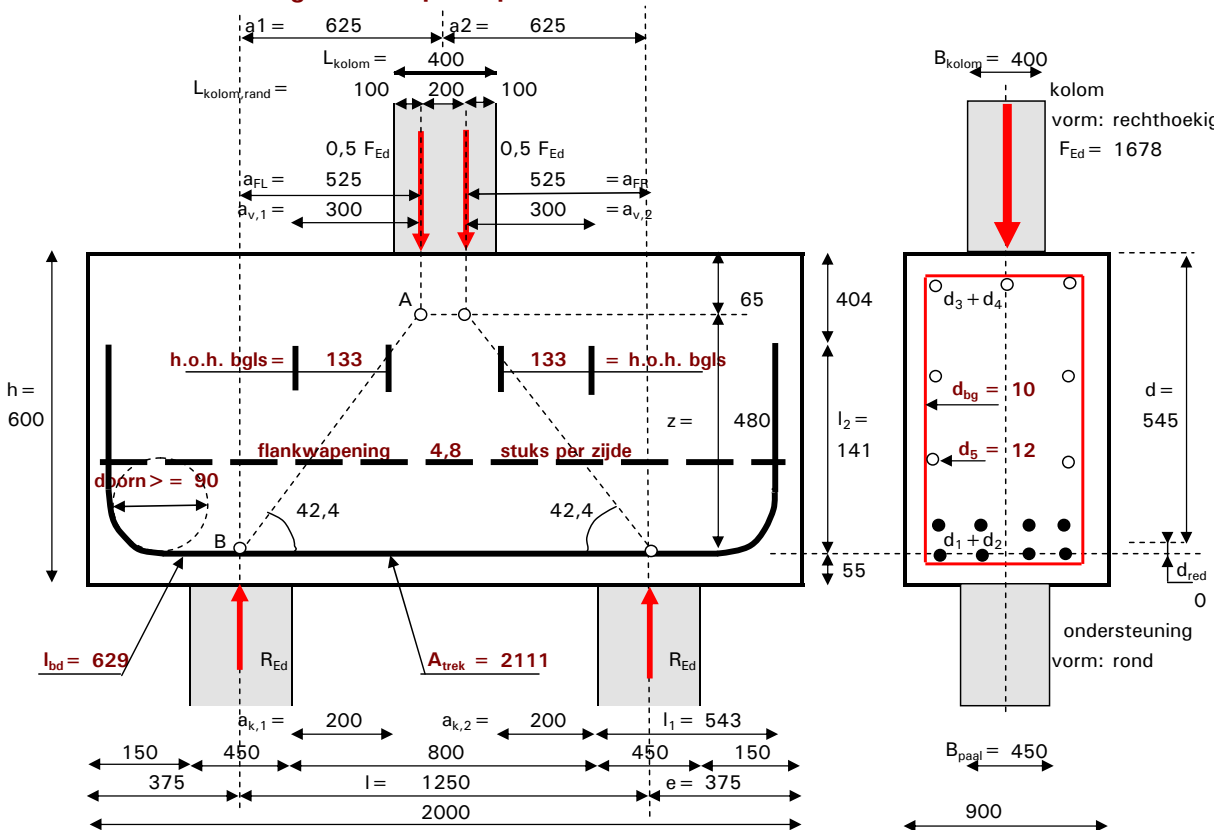 a1 = 625 a2 = 625
L_kolom = 400
B_kolom = 400
L_kolom,rand = 100 200 100
kolom
vorm: rechthoekig
0,5 F_Ed 0,5 F_Ed
F_Ed = 1678
a_FL = 525 525 = a_FR
a_v,1 = 300 300 = a_v,2
65 404
A
d_3 + d_4
h.o.h. bgls = 133 133 = h.o.h. bgls
h =
600
z = 480
l_2 =
141
d_bg = 10
d =
545
flankwapening 4,8 stuks per zijde
d_5 = 12
doorn > = 90
42,4 42,4
B
d_1 + d_2
55
d_red
0
ondersteuning
vorm: rond
l_bd = 629
R_Ed
A_trek = 2111
R_Ed
a_k,1 = 200 a_k,2 = 200 l_1 = 543
150 450 800 450 150
B_paal = 450
375 l = 1250 e = 375
2000
900